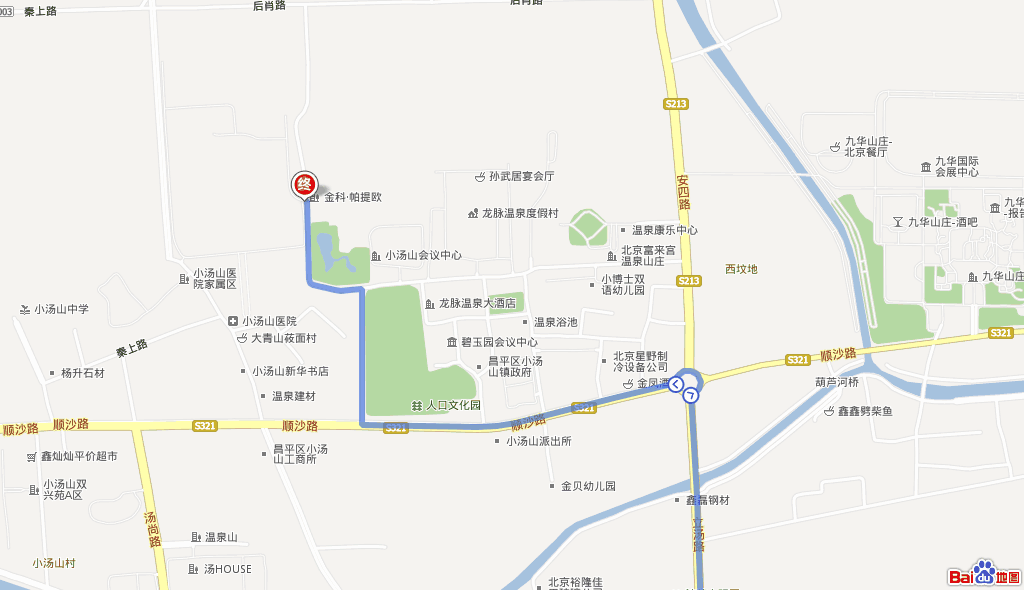 003
秦上路
后肖路
后肖路
S213
九华山庄-
北京餐厅
九华国际
会展中心
安四路
孙武居宴会厅
终
金科·帕提欧
龙脉温泉度假村
九华山庄-酒吧
温泉康乐中心
小汤山会议中心
北京富来宫
温泉山庄
西坟地
小汤山医
院家属区
S213
小博士双
语幼儿园
九华山庄
龙脉温泉大酒店
小汤山中学
小汤山医院
温泉浴池
大青山莜面村
碧玉园会议中心
S321
秦上路
北京星野制
冷设备公司
顺沙路
S321
昌平区小汤
山镇政府
杨升石材
小汤山新华书店
金凤酒
葫芦河桥
温泉建材
人口文化园
S321
鑫鑫劈柴鱼
顺沙路
顺沙路
S321
顺沙路
S321
顺沙路
小汤山派出所
昌平区小汤
山工商所
鑫灿灿平价超市
小汤山双
兴苑A区
金贝幼儿园
鑫磊钢材
汤尚路
立汤路
温泉山
小汤山村
汤HOUSE
北京裕隆佳
Bai du 地图